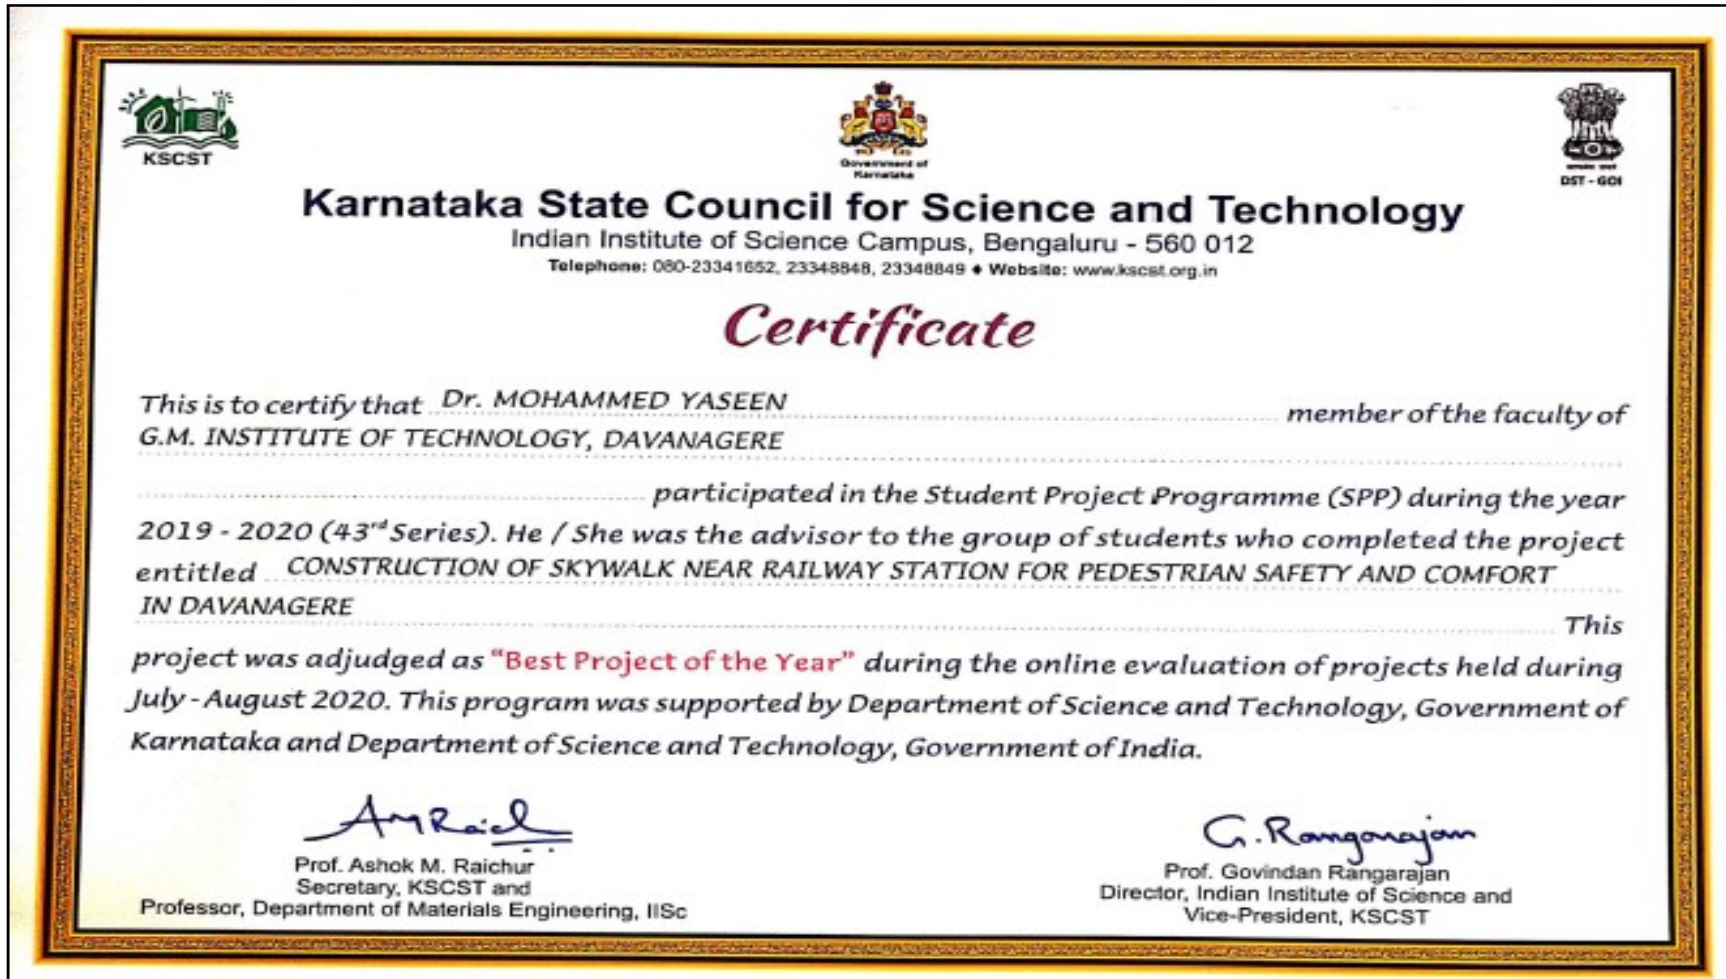 KSCST
Government of
Karnataka
DST - GOI
Karnataka State Council for Science and Technology
Indian Institute of Science Campus, Bengaluru - 560 012
Telephone: 080-23341652, 23348848, 23348849 ♦ Website: www.kscst.org.in
Certificate
This is to certify that Dr. MOHAMMED YASEEN member of the faculty of
G.M. INSTITUTE OF TECHNOLOGY, DAVANAGERE
participated in the Student Project Programme (SPP) during the year
2019 - 2020 (43rd Series). He / She was the advisor to the group of students who completed the project
entitled CONSTRUCTION OF SKYWALK NEAR RAILWAY STATION FOR PEDESTRIAN SAFETY AND COMFORT
IN DAVANAGERE This
project was adjudged as "Best Project of the Year" during the online evaluation of projects held during
July - August 2020. This program was supported by Department of Science and Technology, Government of
Karnataka and Department of Science and Technology, Government of India.
G. Rangarajan
Prof. Ashok M. Raichur
Secretary, KSCST and
Professor, Department of Materials Engineering, IISc
Prof. Govindan Rangarajan
Director, Indian Institute of Science and
Vice-President, KSCST